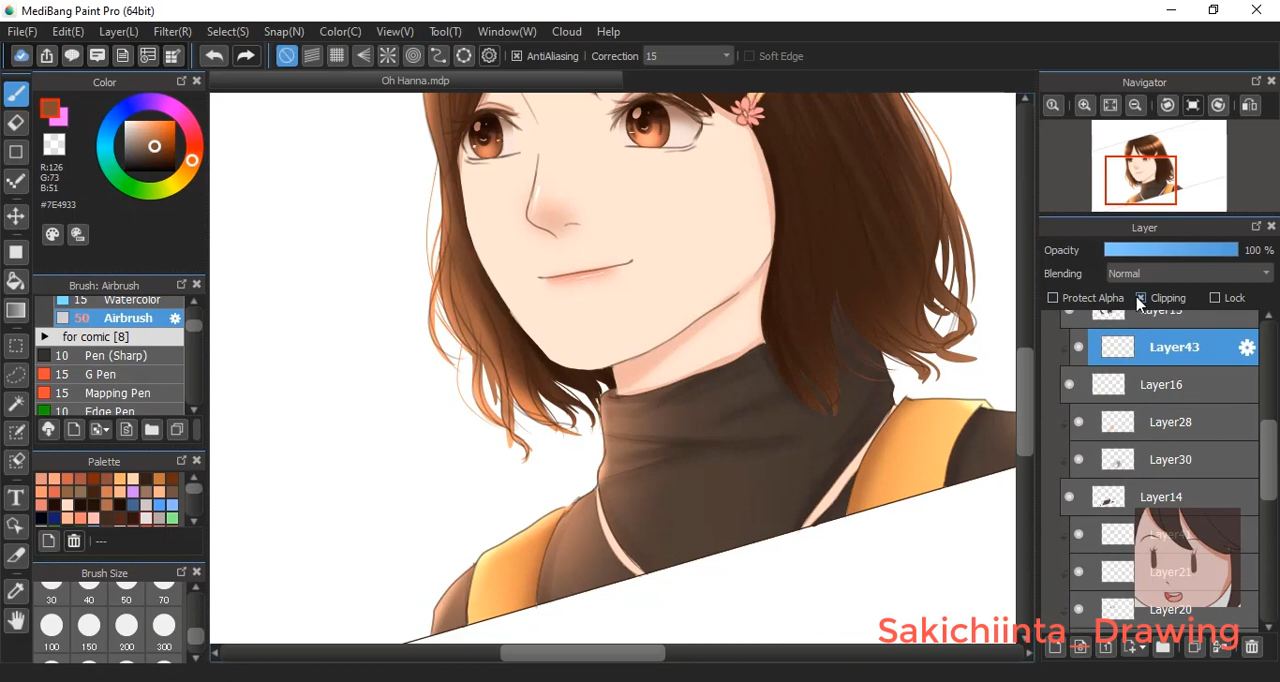 MediBang Paint Pro (64bit)
File(F) Edit(E) Layer(L) Filter(R) Select(S) Snap(N) Color(C) View(V) Tool(T) Window(W) Cloud Help
AntiAliasing Correction 15 Soft Edge
Color
Oh Hanna.mdp
Navigator
R:126
G:73
B:51
#7E4933
Layer
Opacity 100 %
Blending Normal
Protect Alpha Clipping Lock
Brush: Airbrush
15 Watercolor
50 Airbrush
for comic [8]
10 Pen (Sharp)
15 G Pen
15 Mapping Pen
10 Edge Pen
Layer15
Layer43
Layer16
Layer28
Layer30
Layer14
Layer21
Layer20
Palette
---
Brush Size
30 40 50 70
100 150 200 300
Sakichiinta_Drawing